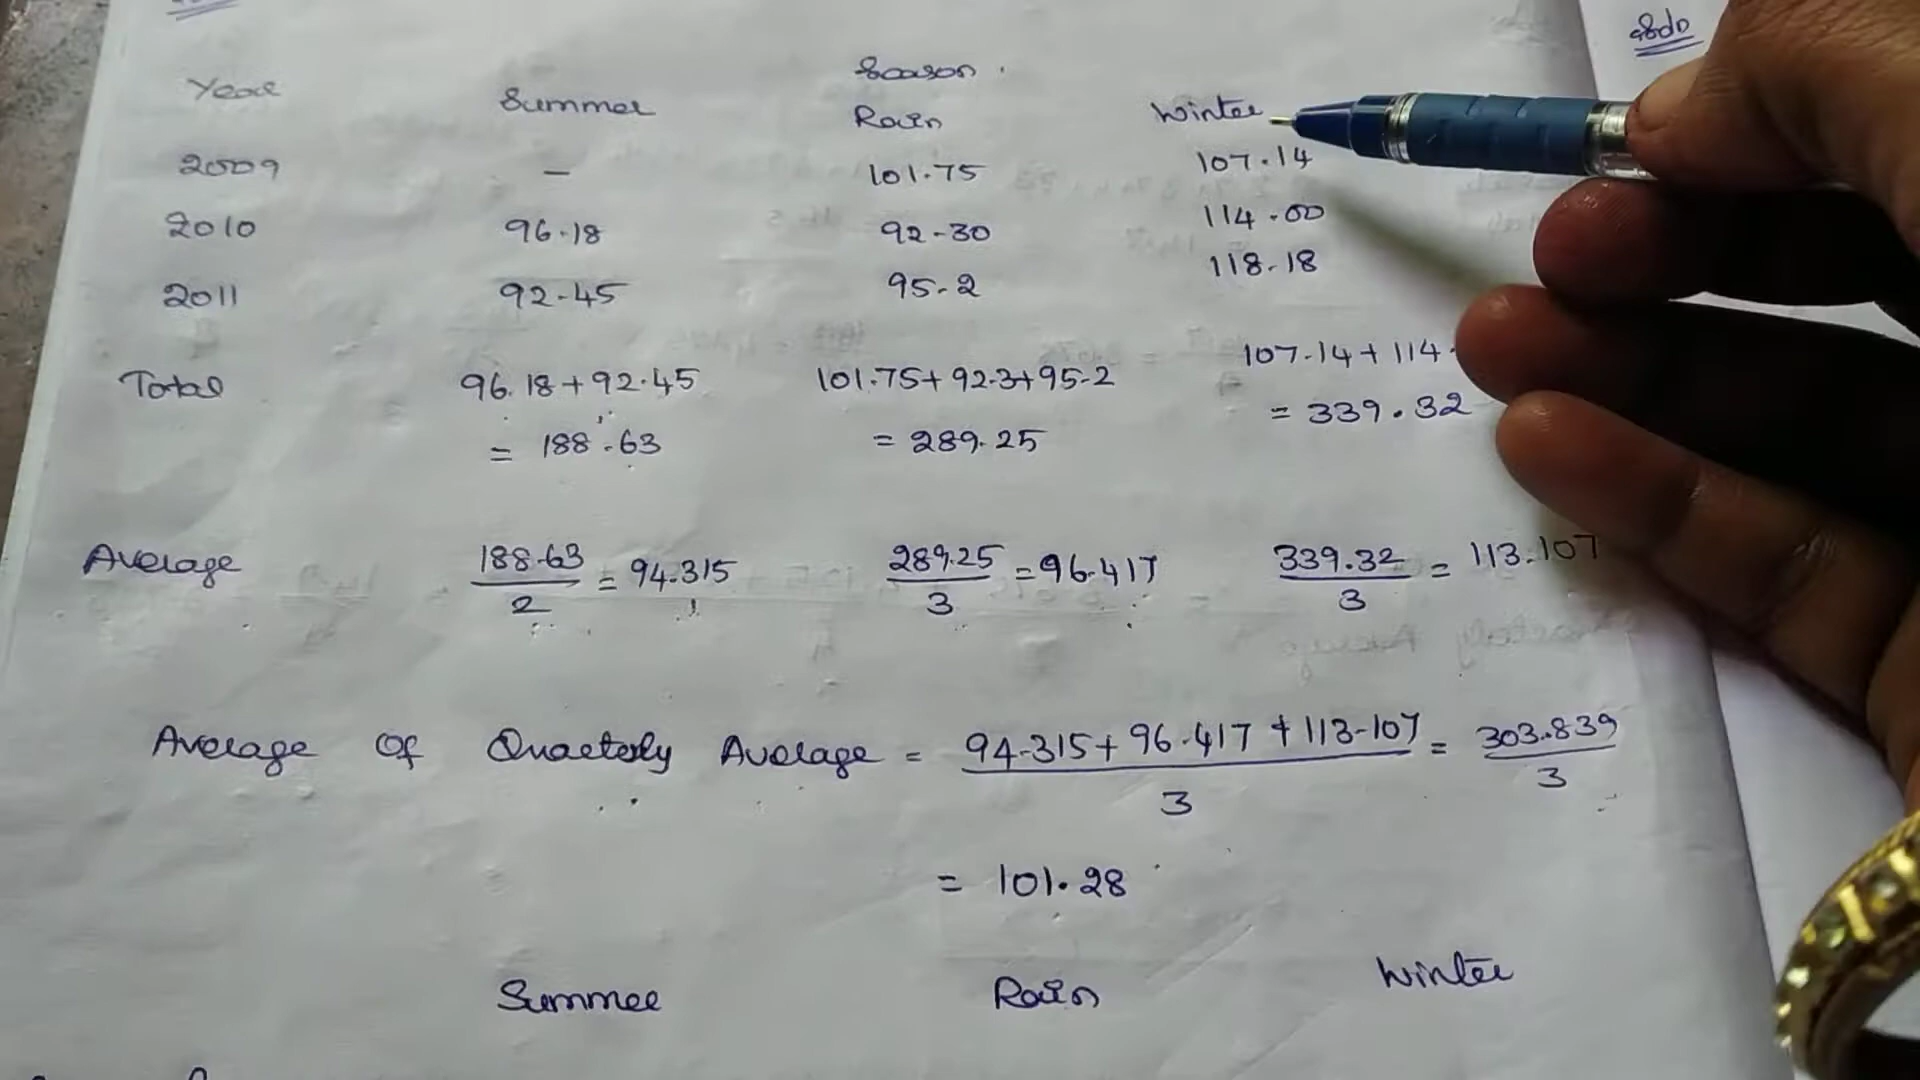 Season.
Year Summer Rain Winter
2009 — 101.75 107.14
2010 96.18 92.30 114.00
2011 92.45 95.2 118.18
Total 96.18+92.45 101.75+92.3+95.2 107.14+114.
= 188.63 = 289.25 = 339.32
Average 188.63/2 = 94.315 289.25/3 = 96.417 339.32/3 = 113.107
Average Of Quarterly Average = 94.315+96.417+113.107/3 = 303.839/3
= 101.28
Summer Rain Winter